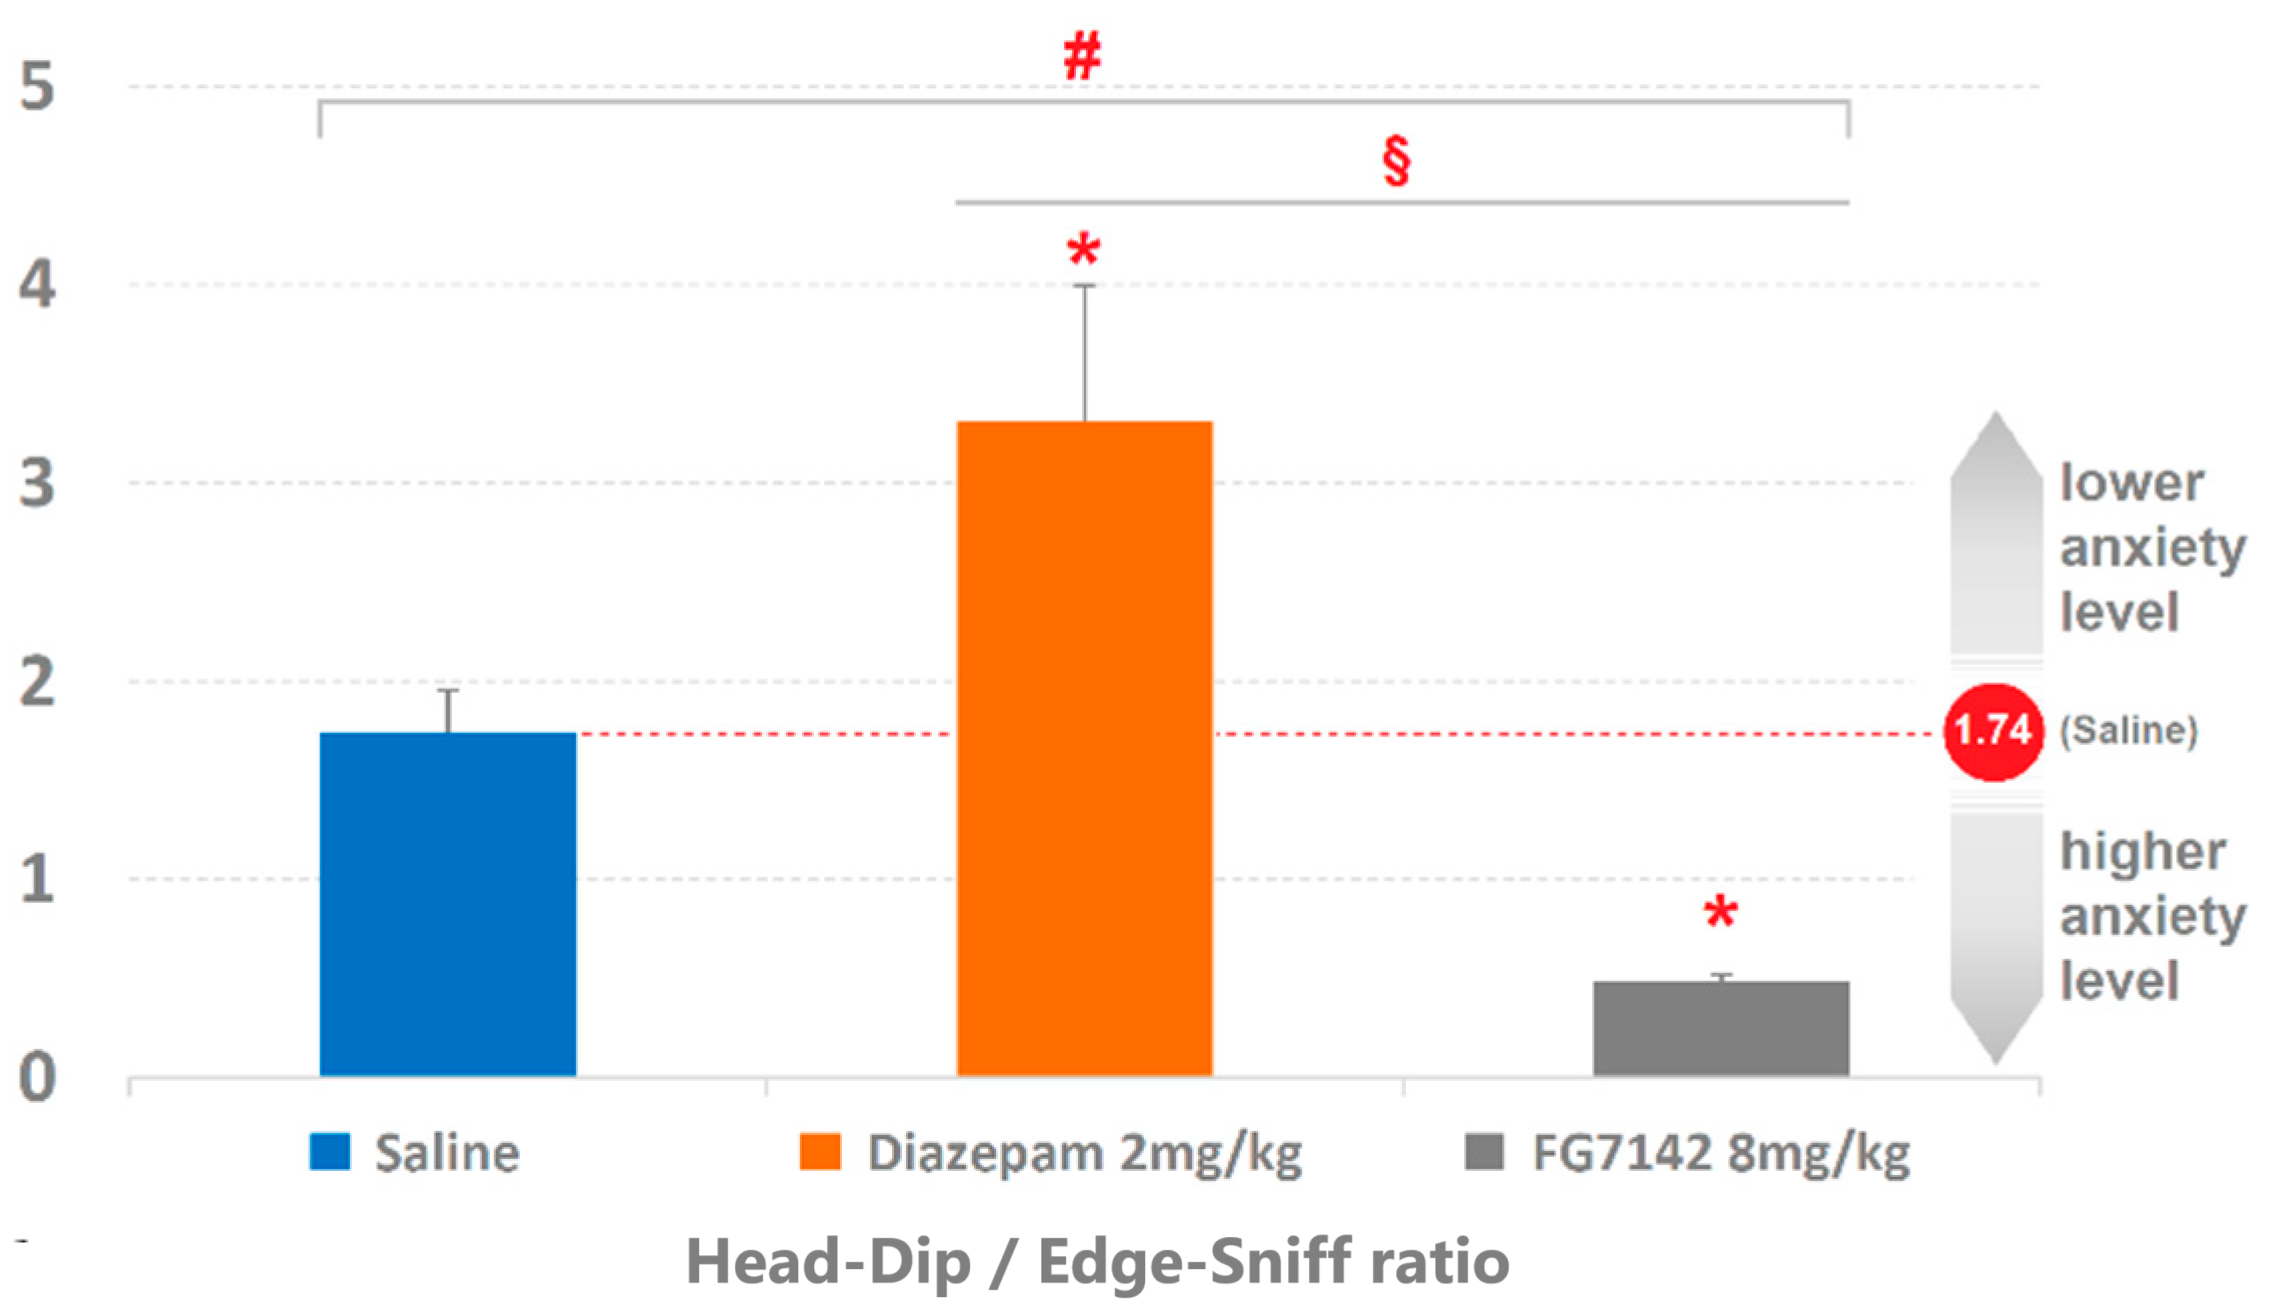 #
5
§
*
4
3
lower
anxiety
level
2
1.74 (Saline)
1
higher
anxiety
level
*
0
Saline Diazepam 2mg/kg FG7142 8mg/kg
Head-Dip / Edge-Sniff ratio